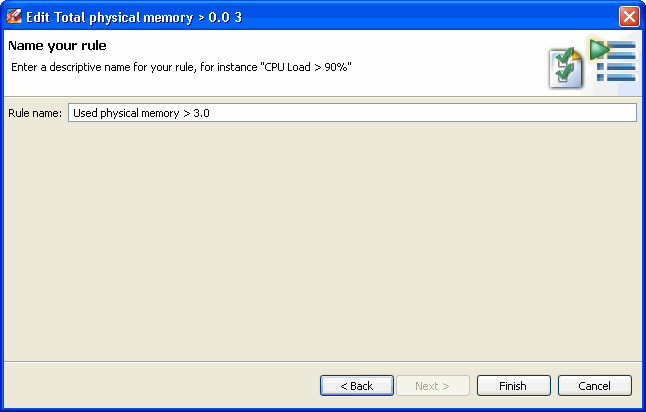 Edit Total physical memory > 0.0 3
Name your rule
Enter a descriptive name for your rule, for instance "CPU Load > 90%"
Rule name: Used physical memory > 3.0
< Back Next > Finish Cancel